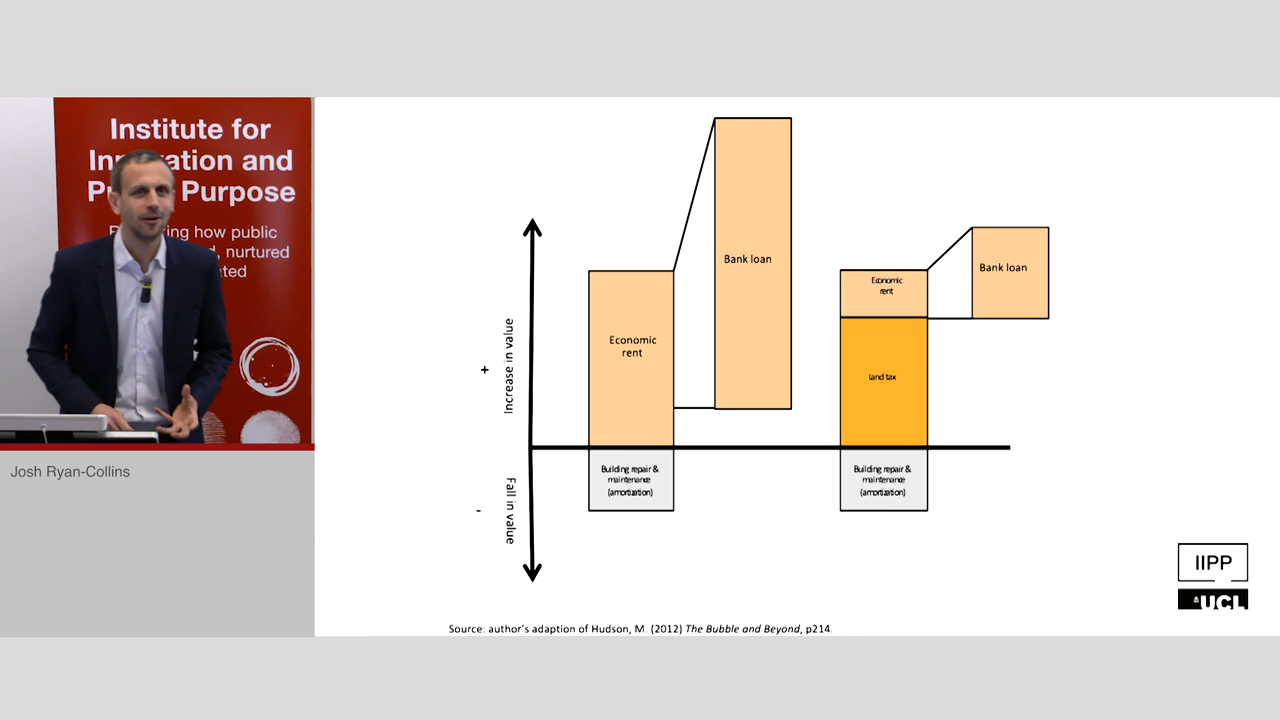 Institute for
and
Purpose
how public
nurtured
Josh Ryan-Collins
Bank loan
Economic
rent
+
Increase in value
Building repair &
maintenance
(amortization)
-
Fall in value
Economic
rent
Bank loan
land tax
Building repair &
maintenance
(amortization)
IIPP
UCL
Source: author's adaption of Hudson, M. (2012) The Bubble and Beyond, p214.